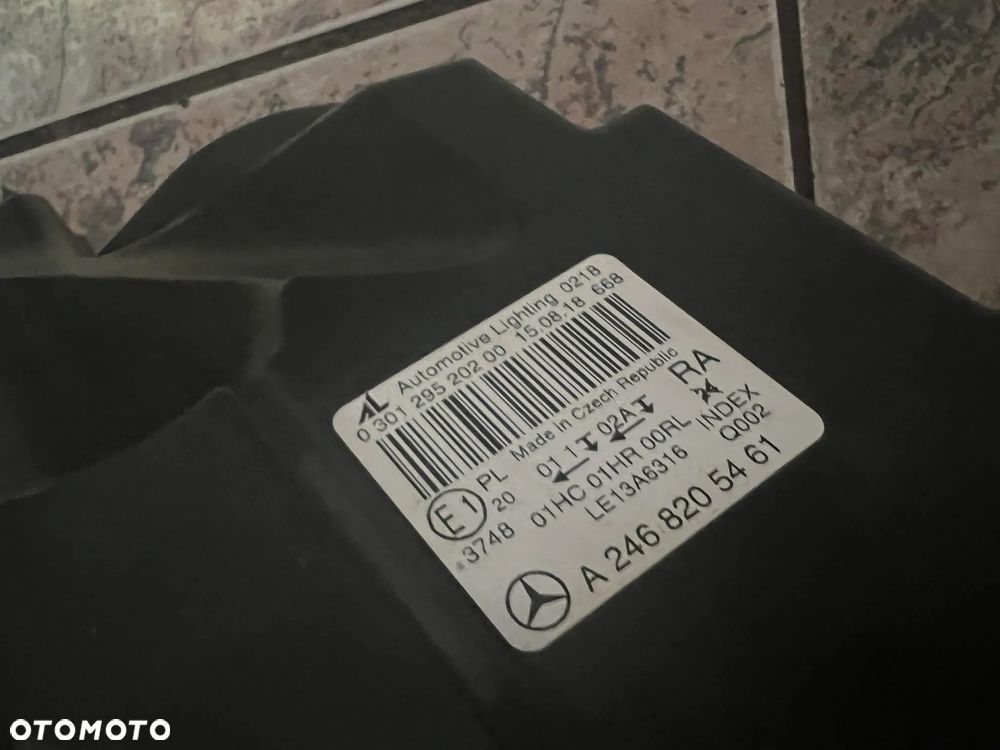 AL Automotive Lighting 021B
0 301 295 202 00 15.08.18 668
Made in Czech Republic
E1 PL 01 1 02A RA
20 01HC 01HR 00RL
3748 LE13A6316 INDEX
Q002
A 246 820 54 61
OTOMOTO